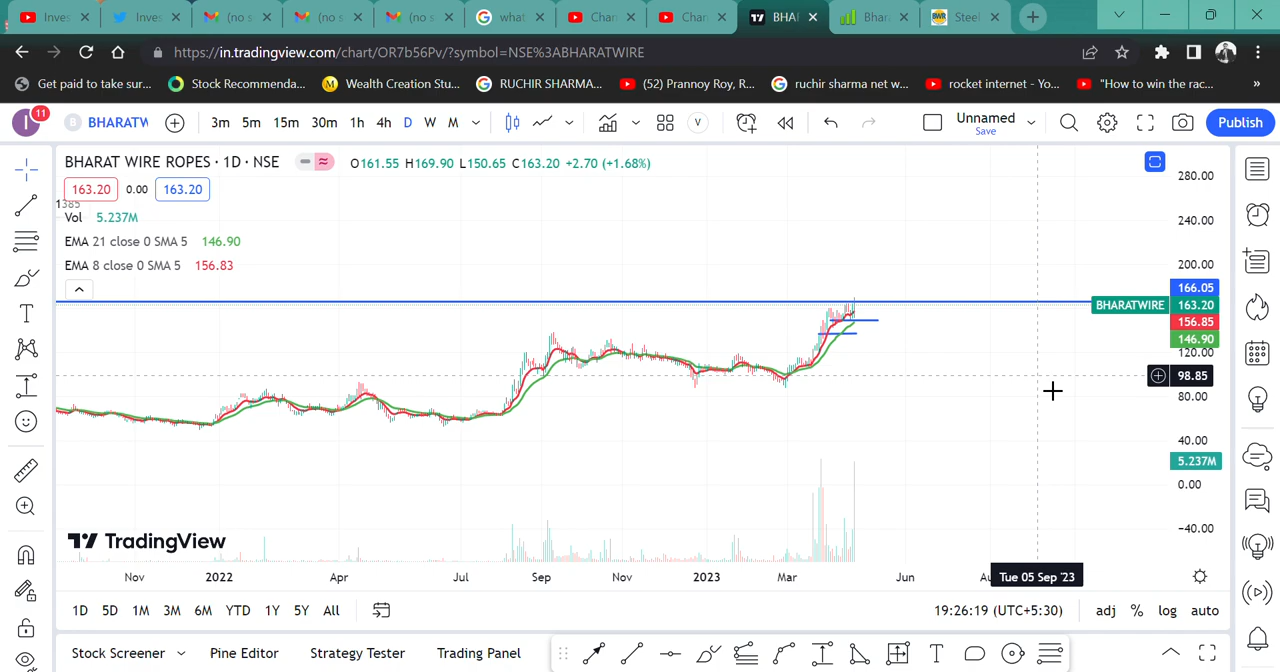 Inves
Inves
(no s
(no s
(no s
what
Chan
Chan
BHAI
Bhar
BWR
Steel
https://in.tradingview.com/chart/OR7b56Pv/?symbol=NSE%3ABHARATWIRE
Get paid to take sur...
Stock Recommenda...
Wealth Creation Stu...
RUCHIR SHARMA...
(52) Prannoy Roy, R...
ruchir sharma net w...
rocket internet - Yo...
"How to win the rac...
»
I
11
B
BHARATW
3m 5m 15m 30m 1h 4h D W M
V
Unnamed
Save
Publish
BHARAT WIRE ROPES · 1D · NSE
O161.55 H169.90 L150.65 C163.20 +2.70 (+1.68%)
163.20 0.00 163.20
1385
Vol 5.237M
EMA 21 close 0 SMA 5 146.90
EMA 8 close 0 SMA 5 156.83
280.00
240.00
200.00
166.05
BHARATWIRE 163.20
156.85
146.90
120.00
98.85
80.00
40.00
5.237M
0.00
−40.00
TradingView
Nov 2022 Apr Jul Sep Nov 2023 Mar Jun Au Tue 05 Sep '23
1D 5D 1M 3M 6M YTD 1Y 5Y All
19:26:19 (UTC+5:30)
adj % log auto
Stock Screener Pine Editor Strategy Tester Trading Panel